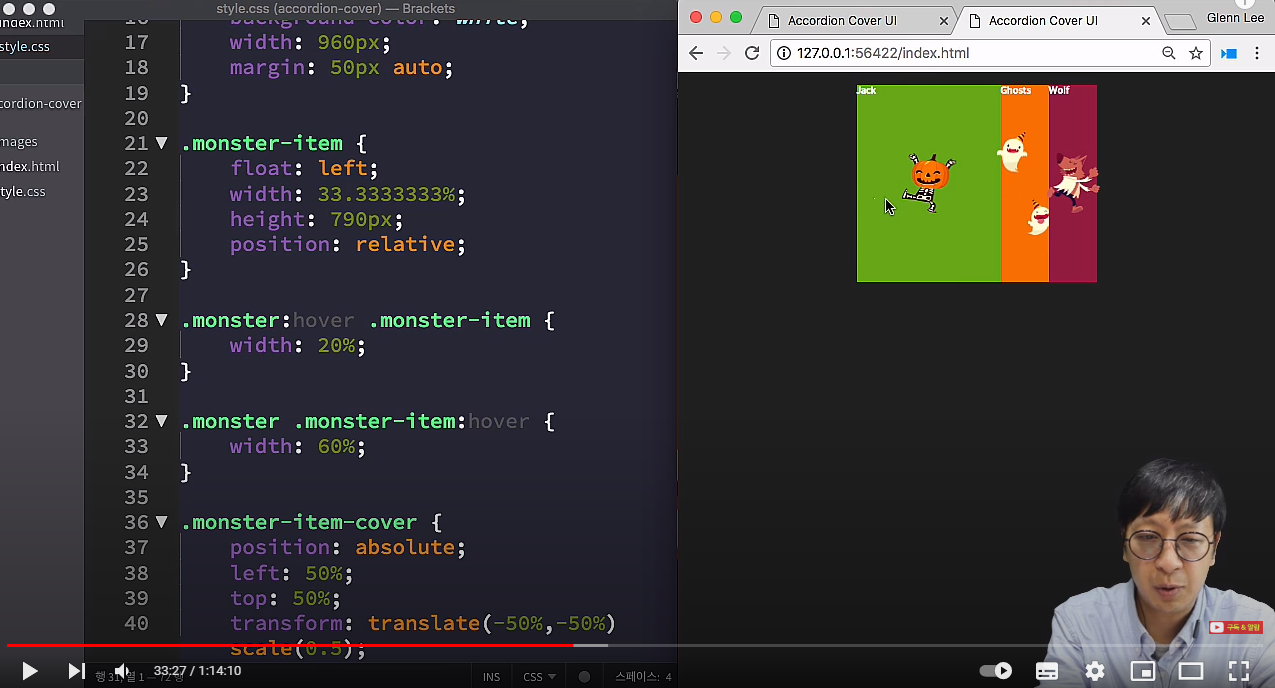 style.css (accordion-cover) — Brackets
index.html
style.css
cordion-cover
mages
ndex.html
tyle.css
16 background-color: white;
17 width: 960px;
18 margin: 50px auto;
19 }
20
21 .monster-item {
22 float: left;
23 width: 33.3333333%;
24 height: 790px;
25 position: relative;
26 }
27
28 .monster:hover .monster-item {
29 width: 20%;
30 }
31
32 .monster .monster-item:hover {
33 width: 60%;
34 }
35
36 .monster-item-cover {
37 position: absolute;
38 left: 50%;
39 top: 50%;
40 transform: translate(-50%,-50%)
scale(0.5);
행 31, 열 1 — 72 행
INS CSS 스페이스: 4
33:27 / 1:14:10
Accordion Cover UI
Accordion Cover UI
Glenn Lee
127.0.0.1:56422/index.html
Jack
Ghosts
Wolf
구독 & 알람